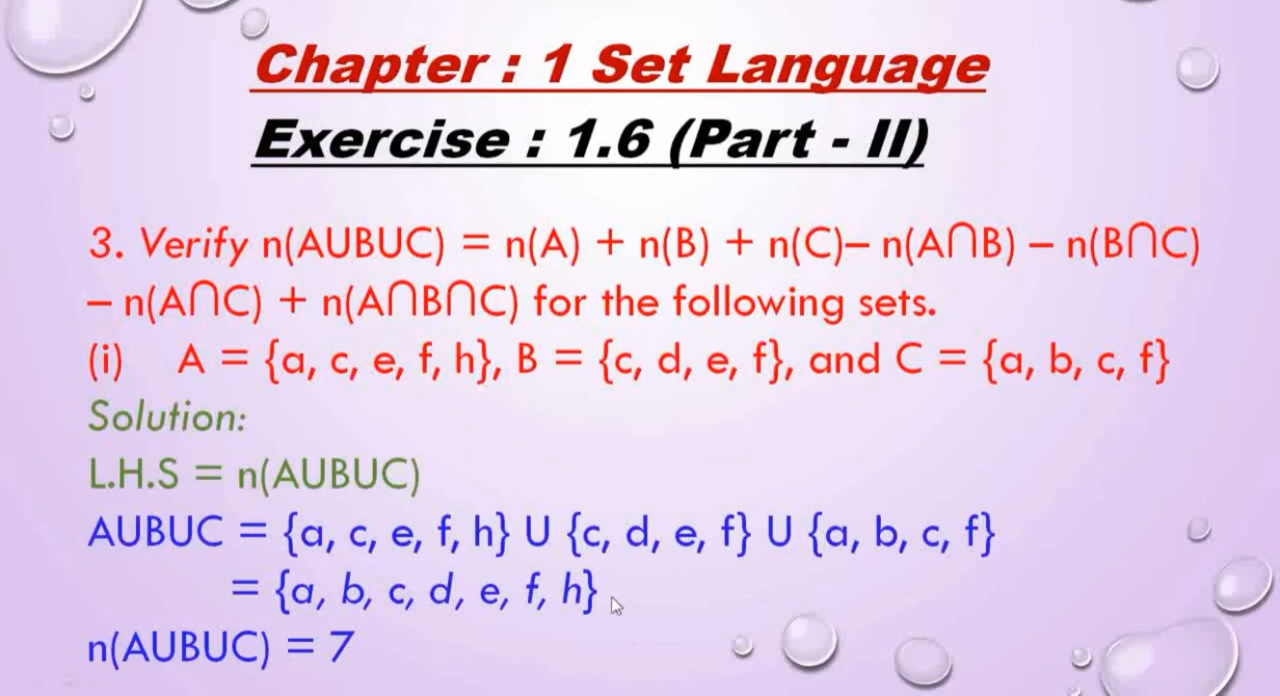 Chapter : 1 Set Language
Exercise : 1.6 (Part - II)
3. Verify n(AUBUC) = n(A) + n(B) + n(C)– n(A∩B) – n(B∩C)
– n(A∩C) + n(A∩B∩C) for the following sets.
(i) A = {a, c, e, f, h}, B = {c, d, e, f}, and C = {a, b, c, f}
Solution:
L.H.S = n(AUBUC)
AUBUC = {a, c, e, f, h} U {c, d, e, f} U {a, b, c, f}
= {a, b, c, d, e, f, h}
n(AUBUC) = 7